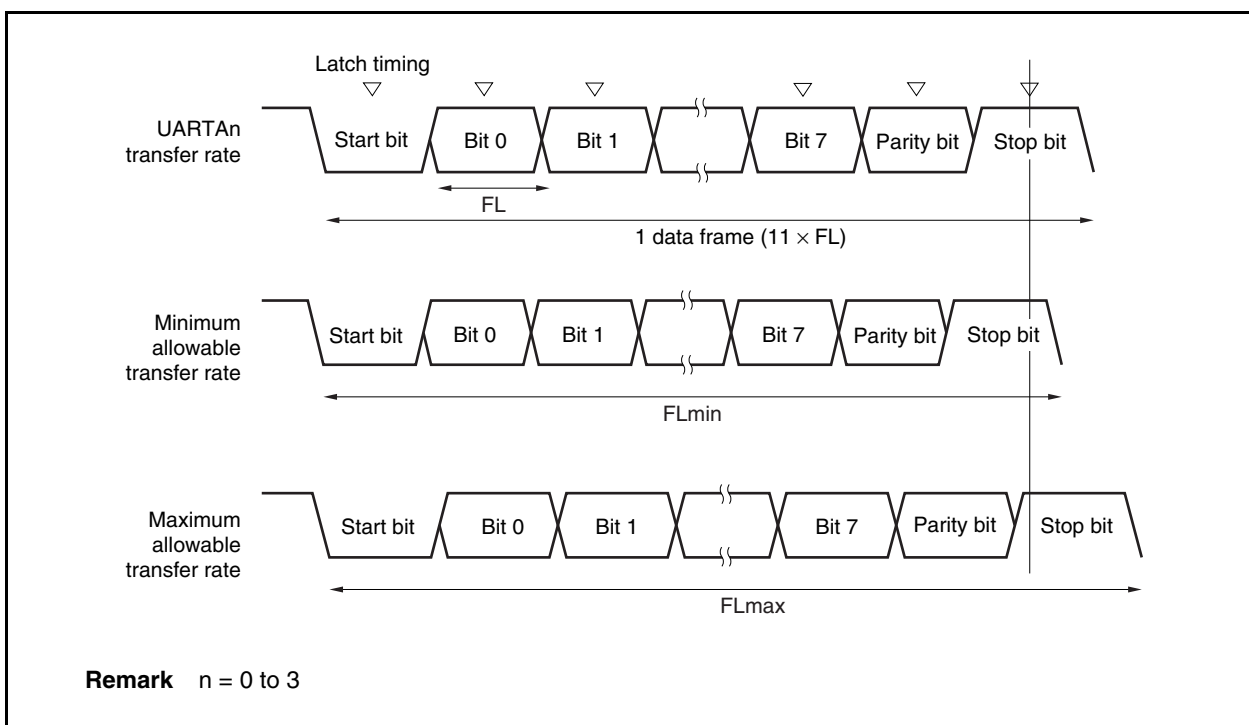 Latch timing
UARTAn
transfer rate
Start bit
Bit 0
Bit 1
Bit 7
Parity bit
Stop bit
FL
1 data frame (11 × FL)
Minimum
allowable
transfer rate
Start bit
Bit 0
Bit 1
Bit 7
Parity bit
Stop bit
FLmin
Maximum
allowable
transfer rate
Start bit
Bit 0
Bit 1
Bit 7
Parity bit
Stop bit
FLmax
Remark n = 0 to 3